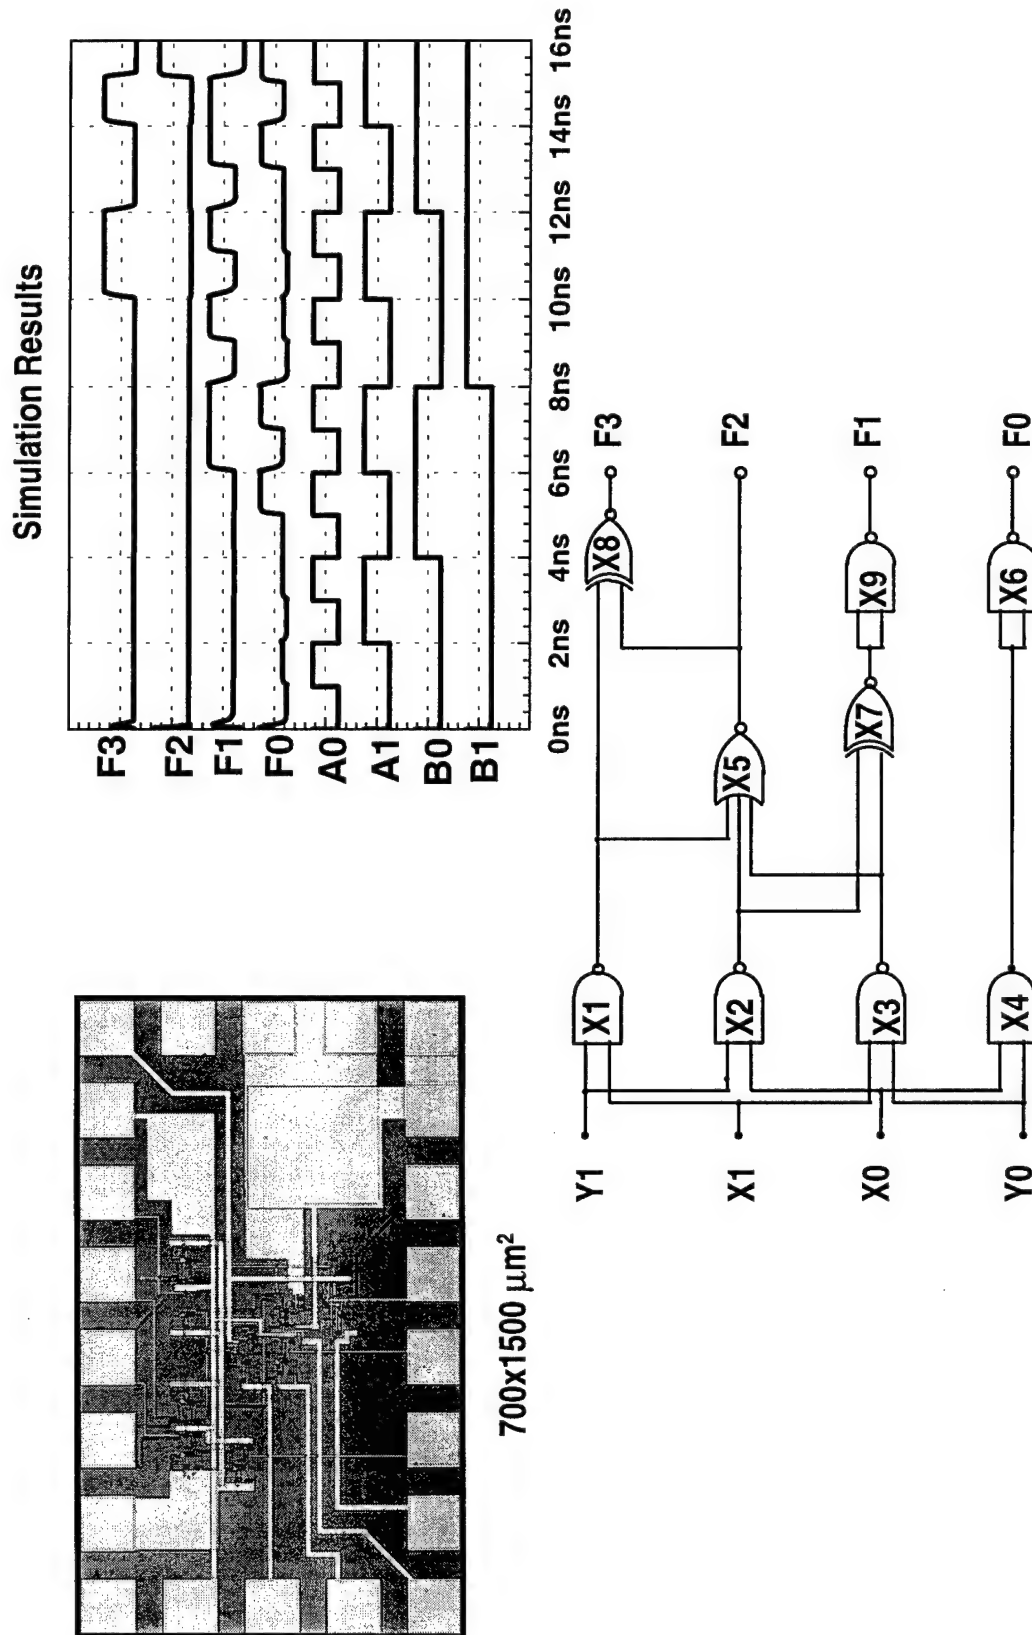 Simulation Results
F3
F2
F1
F0
A0
A1
B0
B1
0ns 2ns 4ns 6ns 8ns 10ns 12ns 14ns 16ns
700x1500 μm²
Y1
X1
X0
Y0
X1
X2
X3
X4
X5
X7
X8
X9
X6
F3
F2
F1
F0